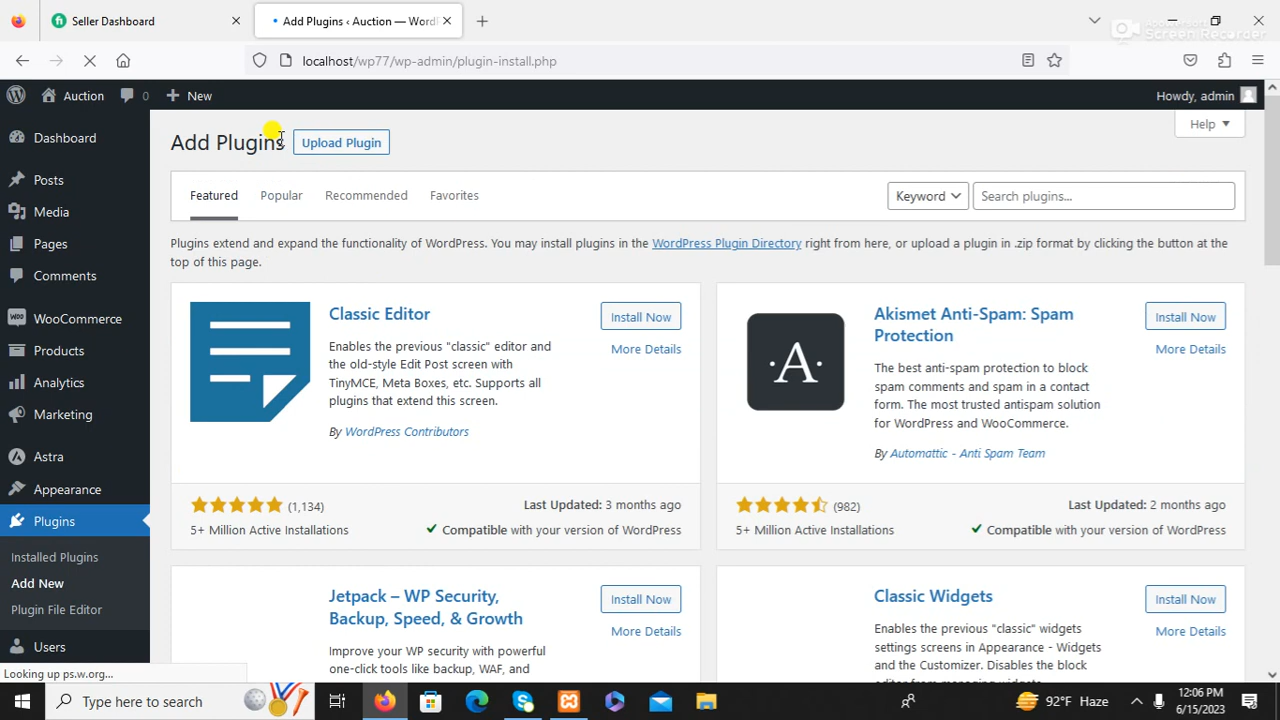 Seller Dashboard
Add Plugins ‹ Auction — Word
Screen Recorder
localhost/wp77/wp-admin/plugin-install.php
Auction
0
New
Howdy, admin
Dashboard
Posts
Media
Pages
Comments
WooCommerce
Products
Analytics
Marketing
Astra
Appearance
Plugins
Installed Plugins
Add New
Plugin File Editor
Users
Add Plugins
Upload Plugin
Help
Featured
Popular
Recommended
Favorites
Keyword
Search plugins...
Plugins extend and expand the functionality of WordPress. You may install plugins in the WordPress Plugin Directory right from here, or upload a plugin in .zip format by clicking the button at the
top of this page.
Classic Editor
Install Now
More Details
Enables the previous "classic" editor and
the old-style Edit Post screen with
TinyMCE, Meta Boxes, etc. Supports all
plugins that extend this screen.
By WordPress Contributors
(1,134)
Last Updated: 3 months ago
5+ Million Active Installations
Compatible with your version of WordPress
·A·
Akismet Anti-Spam: Spam
Protection
Install Now
More Details
The best anti-spam protection to block
spam comments and spam in a contact
form. The most trusted antispam solution
for WordPress and WooCommerce.
By Automattic - Anti Spam Team
(982)
Last Updated: 2 months ago
5+ Million Active Installations
Compatible with your version of WordPress
Jetpack – WP Security,
Backup, Speed, & Growth
Install Now
More Details
Improve your WP security with powerful
one-click tools like backup, WAF, and
Classic Widgets
Install Now
More Details
Enables the previous "classic" widgets
settings screens in Appearance - Widgets
and the Customizer. Disables the block
Looking up ps.w.org...
Type here to search
92°F Haze
12:06 PM
6/15/2023